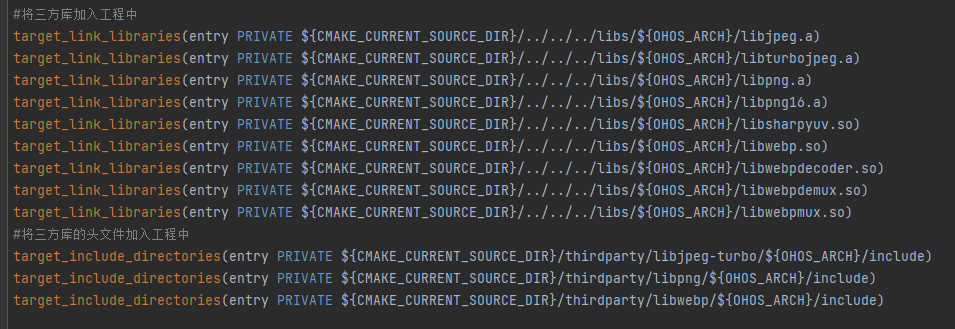 #将三方库加入工程中
target_link_libraries(entry PRIVATE ${CMAKE_CURRENT_SOURCE_DIR}/../../../libs/${OHOS_ARCH}/libjpeg.a)
target_link_libraries(entry PRIVATE ${CMAKE_CURRENT_SOURCE_DIR}/../../../libs/${OHOS_ARCH}/libturbojpeg.a)
target_link_libraries(entry PRIVATE ${CMAKE_CURRENT_SOURCE_DIR}/../../../libs/${OHOS_ARCH}/libpng.a)
target_link_libraries(entry PRIVATE ${CMAKE_CURRENT_SOURCE_DIR}/../../../libs/${OHOS_ARCH}/libpng16.a)
target_link_libraries(entry PRIVATE ${CMAKE_CURRENT_SOURCE_DIR}/../../../libs/${OHOS_ARCH}/libsharpyuv.so)
target_link_libraries(entry PRIVATE ${CMAKE_CURRENT_SOURCE_DIR}/../../../libs/${OHOS_ARCH}/libwebp.so)
target_link_libraries(entry PRIVATE ${CMAKE_CURRENT_SOURCE_DIR}/../../../libs/${OHOS_ARCH}/libwebpdecoder.so)
target_link_libraries(entry PRIVATE ${CMAKE_CURRENT_SOURCE_DIR}/../../../libs/${OHOS_ARCH}/libwebpdemux.so)
target_link_libraries(entry PRIVATE ${CMAKE_CURRENT_SOURCE_DIR}/../../../libs/${OHOS_ARCH}/libwebpmux.so)
#将三方库的头文件加入工程中
target_include_directories(entry PRIVATE ${CMAKE_CURRENT_SOURCE_DIR}/thirdparty/libjpeg-turbo/${OHOS_ARCH}/include)
target_include_directories(entry PRIVATE ${CMAKE_CURRENT_SOURCE_DIR}/thirdparty/libpng/${OHOS_ARCH}/include)
target_include_directories(entry PRIVATE ${CMAKE_CURRENT_SOURCE_DIR}/thirdparty/libwebp/${OHOS_ARCH}/include)